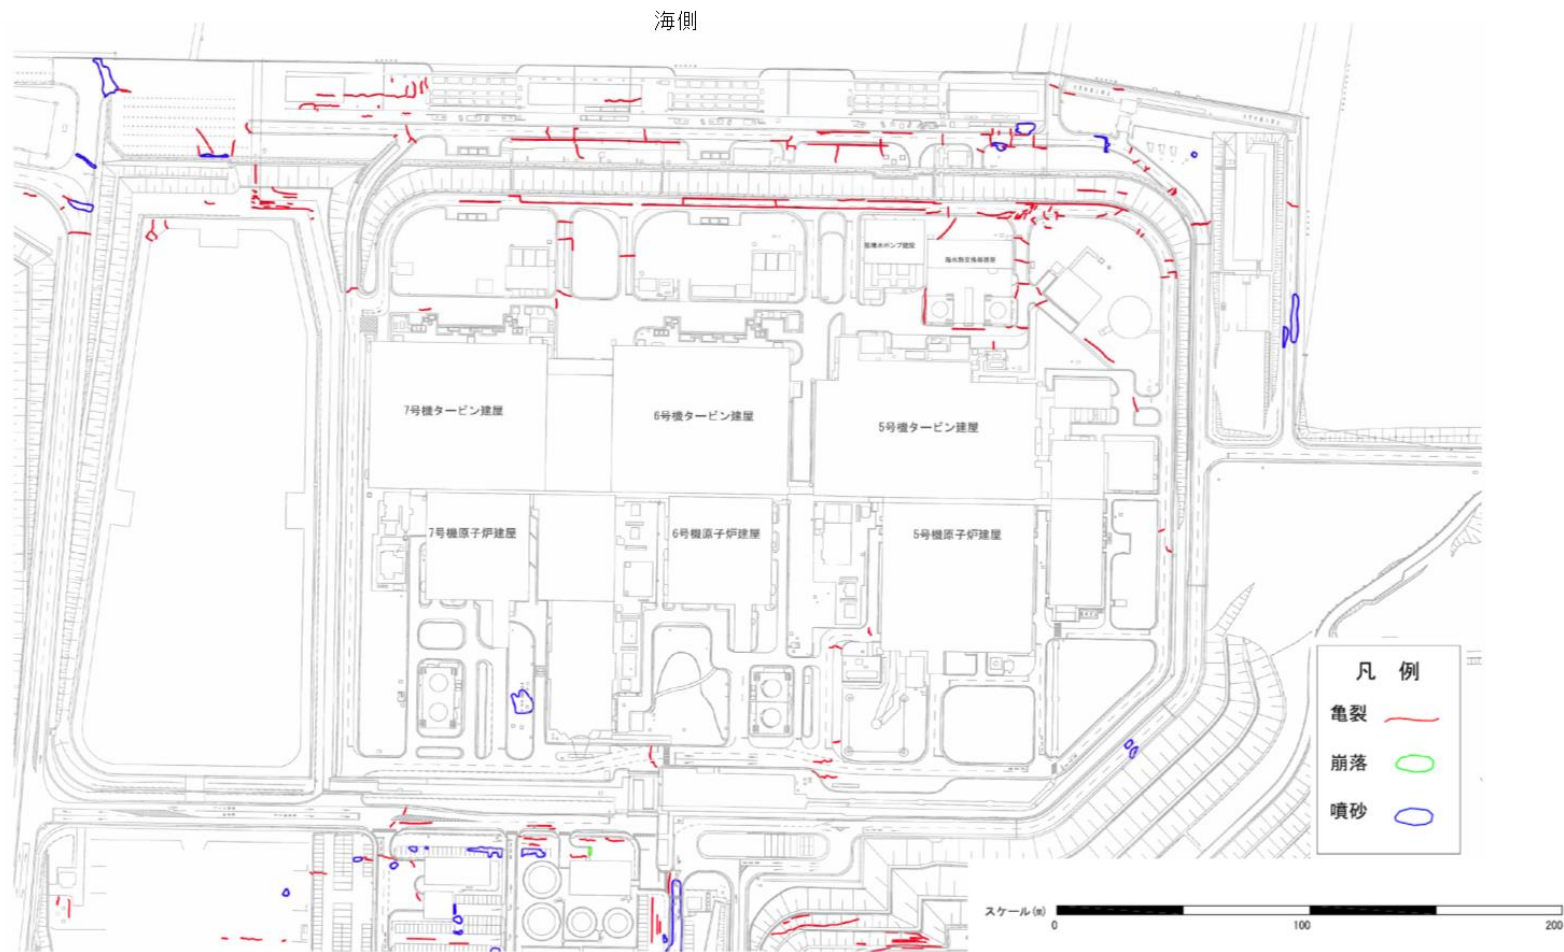 海側
7号機タービン建屋
6号機タービン建屋
5号機タービン建屋
7号機原子炉建屋
6号機原子炉建屋
5号機原子炉建屋
凡 例
亀裂
崩落
噴砂
スケール(m)
0
100
200